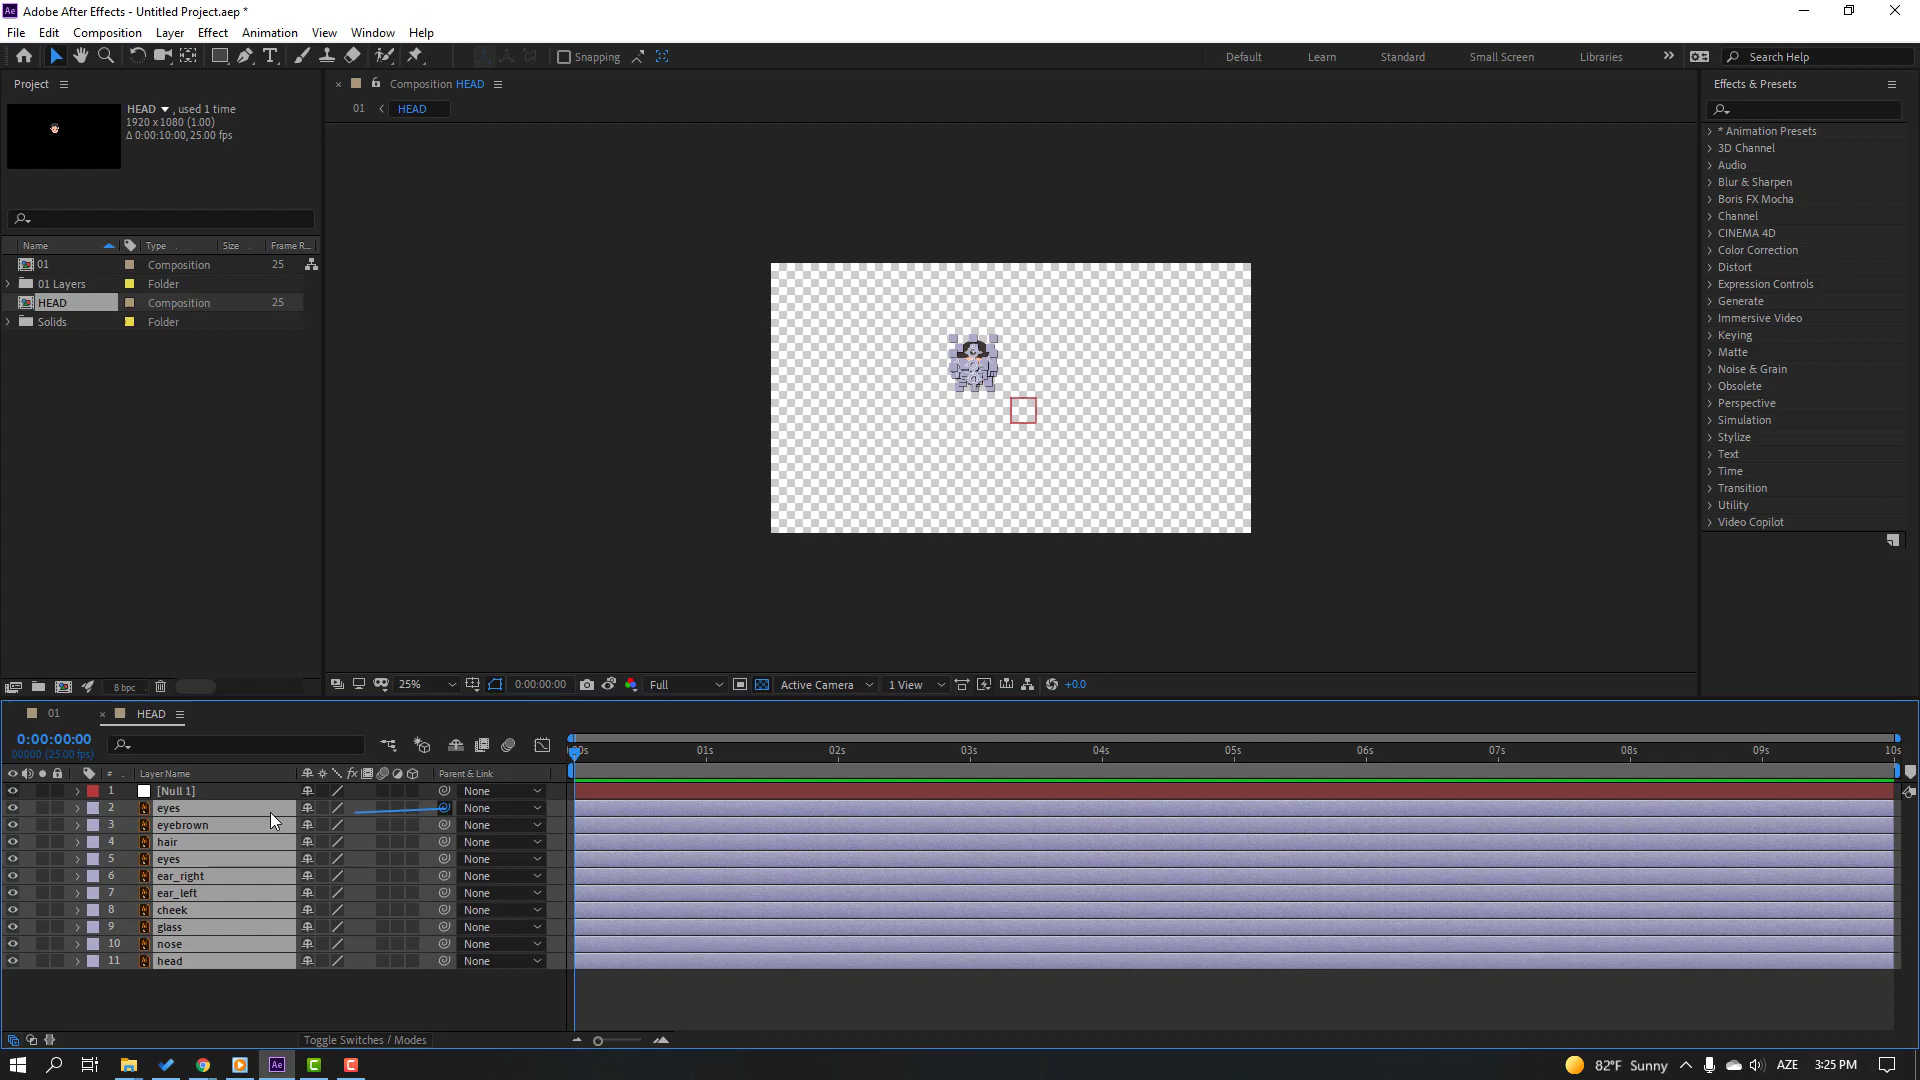 Ae Adobe After Effects - Untitled Project.aep *
File Edit Composition Layer Effect Animation View Window Help
Snapping Default Learn Standard Small Screen Libraries Search Help
Project
HEAD , used 1 time
1920 x 1080 (1.00)
Δ 0:00:10:00, 25.00 fps
Name Type Size Frame R...
01 Composition 25
01 Layers Folder
HEAD Composition 25
Solids Folder
8 bpc
Composition HEAD
01 HEAD
25% 0:00:00:00 Full Active Camera 1 View +0.0
Effects & Presets
* Animation Presets
3D Channel
Audio
Blur & Sharpen
Boris FX Mocha
Channel
CINEMA 4D
Color Correction
Distort
Expression Controls
Generate
Immersive Video
Keying
Matte
Noise & Grain
Obsolete
Perspective
Simulation
Stylize
Text
Time
Transition
Utility
Video Copilot
01 HEAD
0:00:00:00
00000 (25.00 fps)
00s 01s 02s 03s 04s 05s 06s 07s 08s 09s 10s
# Layer Name Parent & Link
1 [Null 1] None
2 eyes None
3 eyebrown None
4 hair None
5 eyes None
6 ear_right None
7 ear_left None
8 cheek None
9 glass None
10 nose None
11 head None
Toggle Switches / Modes
82°F Sunny AZE 3:25 PM